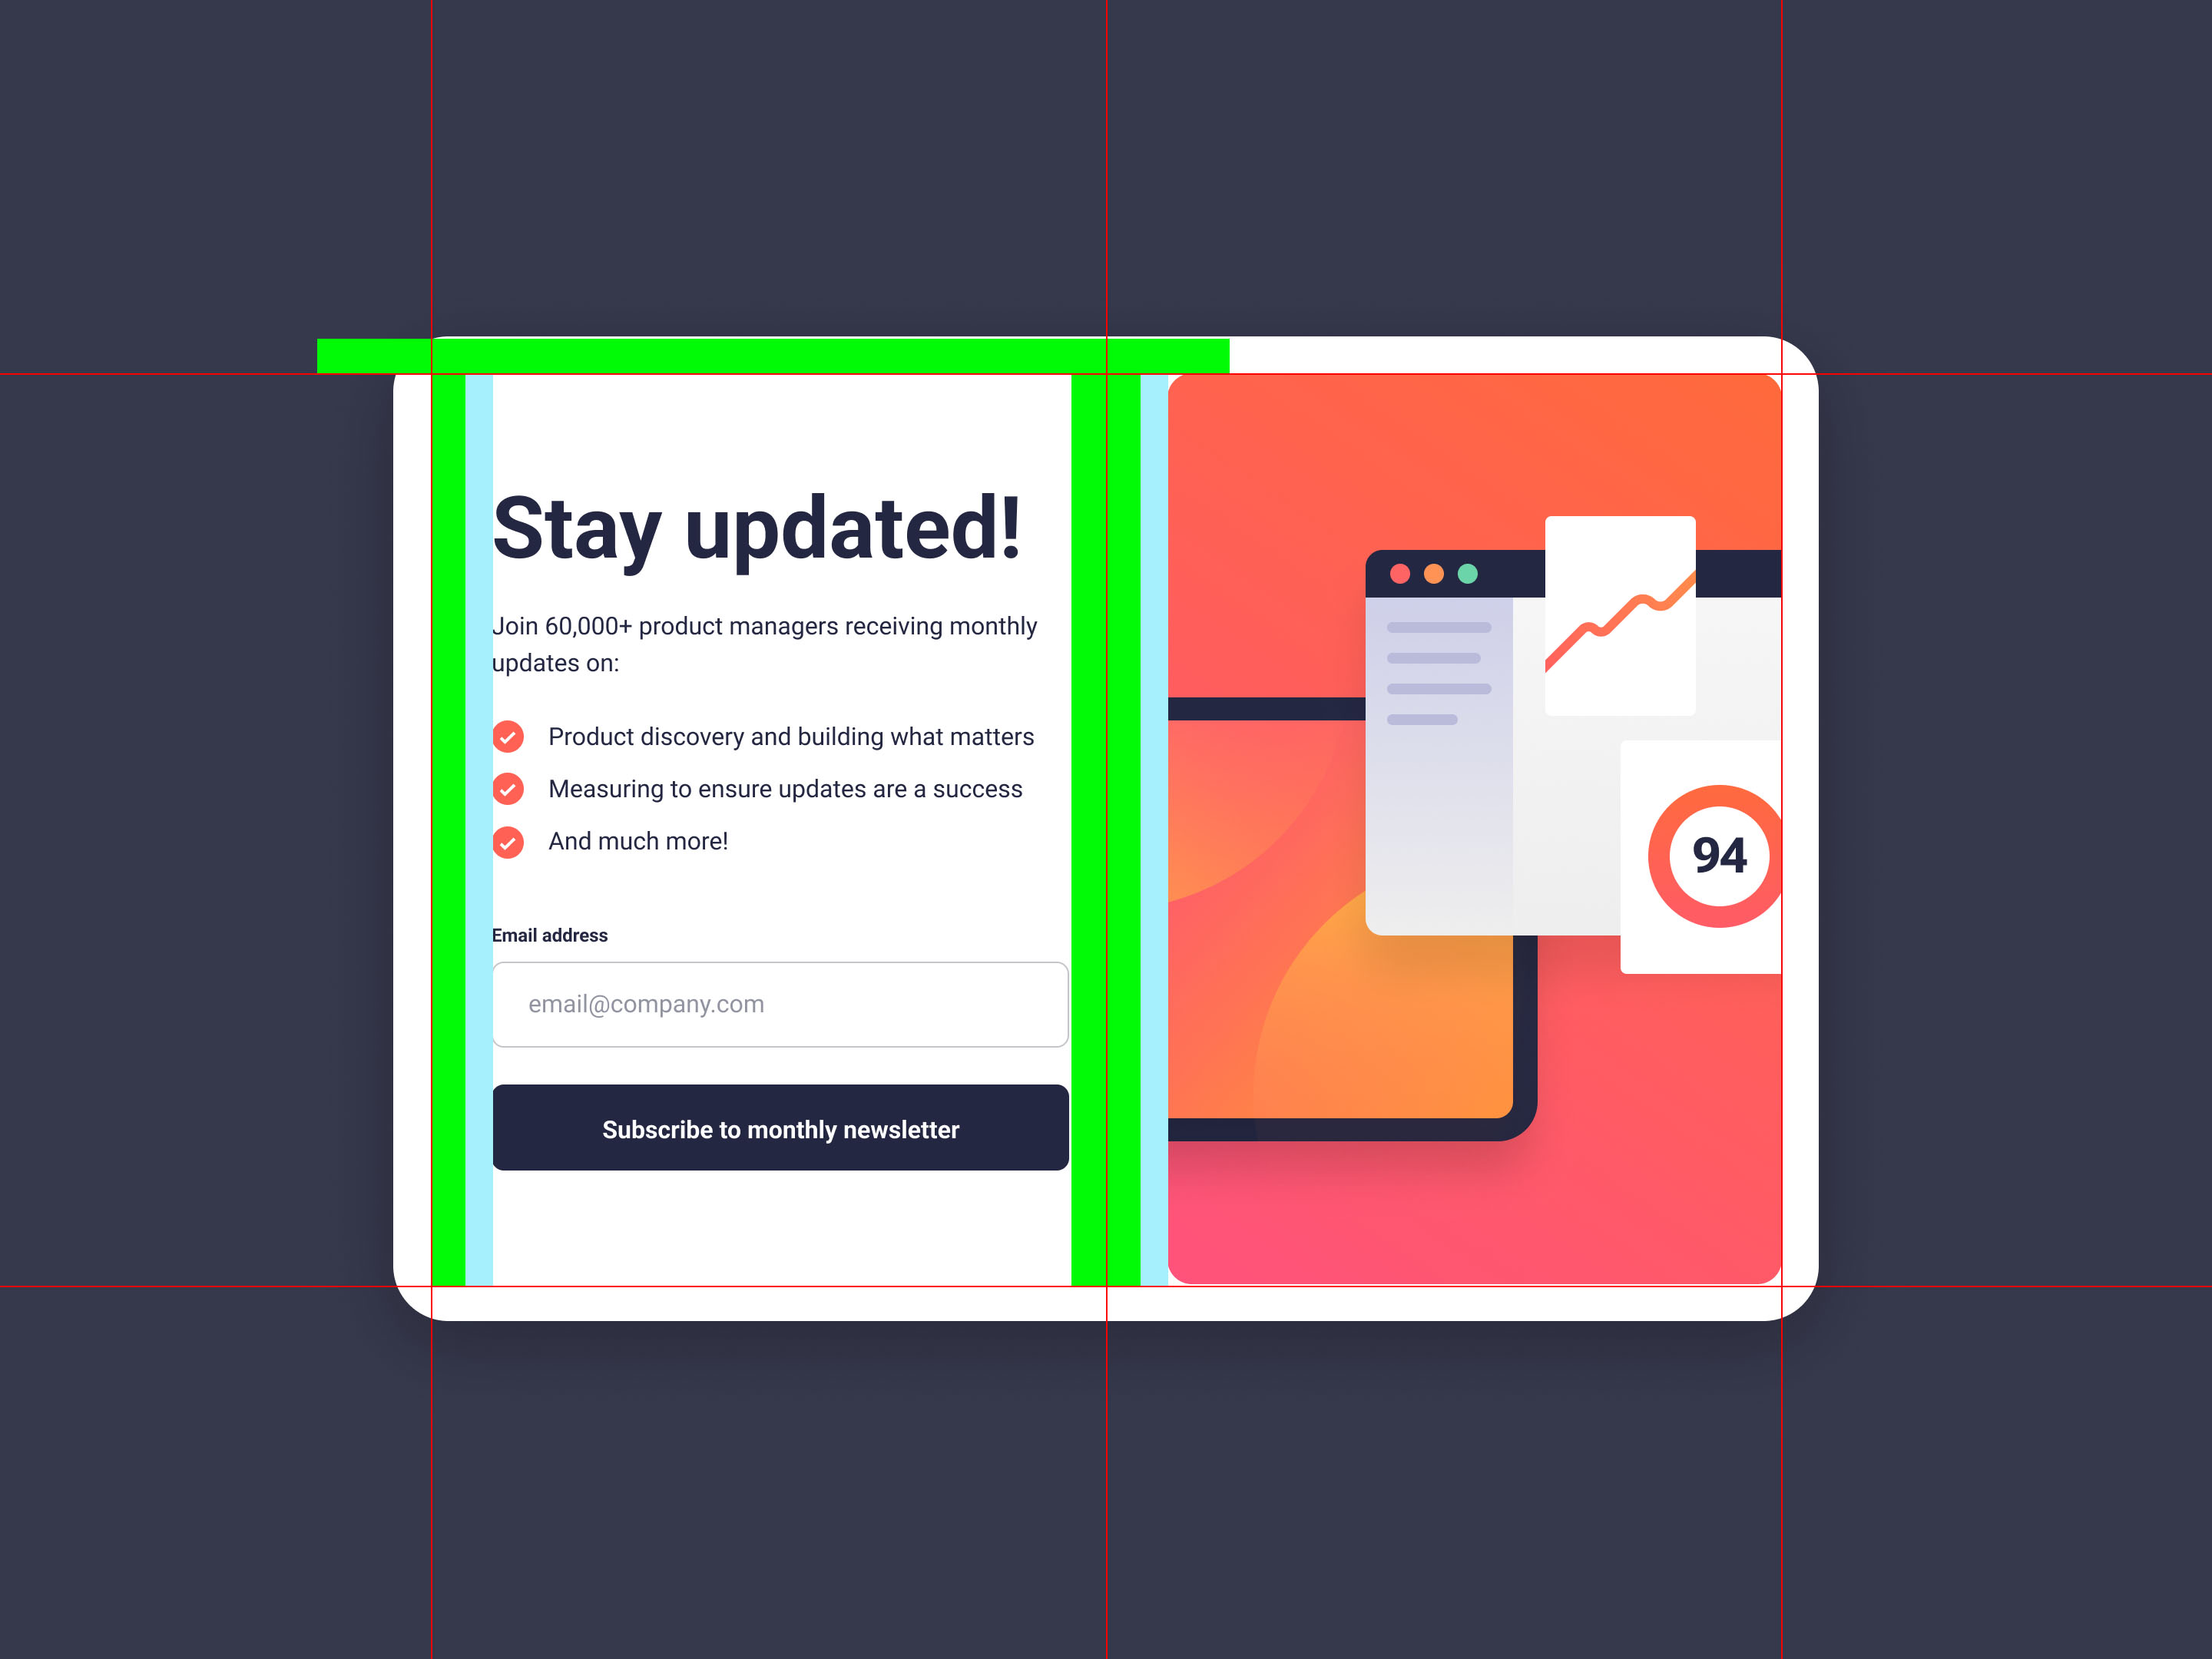 Stay updated!
Join 60,000+ product managers receiving monthly
updates on:
Product discovery and building what matters
Measuring to ensure updates are a success
And much more!
Email address
email@company.com
Subscribe to monthly newsletter
94